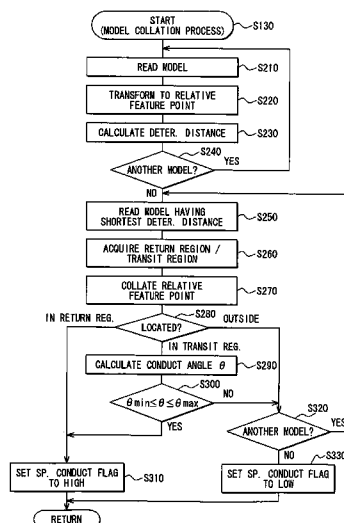 START
(MODEL COLLATION PROCESS)
S130
READ MODEL
S210
TRANSFORM TO RELATIVE
FEATURE POINT
S220
CALCULATE DETER. DISTANCE
S230
S240
ANOTHER MODEL?
YES
NO
READ MODEL HAVING
SHORTEST DETER. DISTANCE
S250
ACQUIRE RETURN REGION /
TRANSIT REGION
S260
COLLATE RELATIVE
FEATURE POINT
S270
S280
IN RETURN REG.
LOCATED?
OUTSIDE
IN TRANSIT REG.
CALCULATE CONDUCT ANGLE θ
S290
S300
θ min ≤ θ ≤ θ max
NO
YES
S320
ANOTHER MODEL?
YES
NO
SET SP. CONDUCT FLAG
TO HIGH
S310
SET SP. CONDUCT FLAG
TO LOW
S330
RETURN